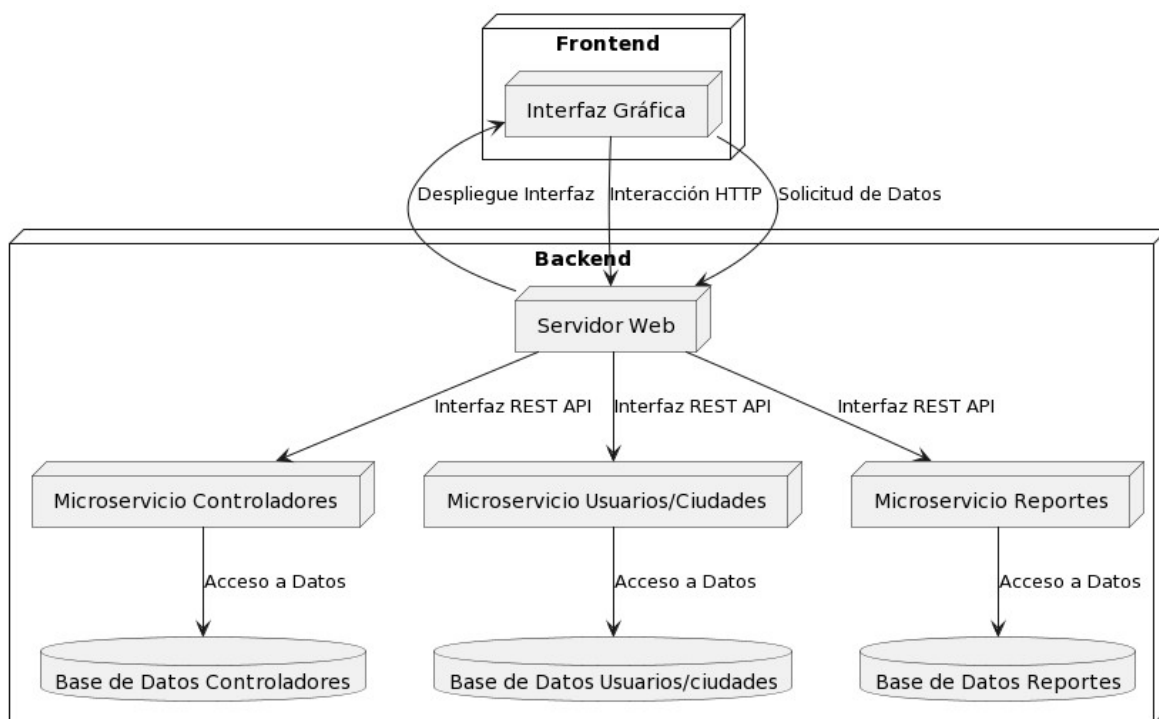 Frontend
Interfaz Gráfica
Despliegue Interfaz
Interacción HTTP
Solicitud de Datos
Backend
Servidor Web
Interfaz REST API
Interfaz REST API
Interfaz REST API
Microservicio Controladores
Microservicio Usuarios/Ciudades
Microservicio Reportes
Acceso a Datos
Acceso a Datos
Acceso a Datos
Base de Datos Controladores
Base de Datos Usuarios/ciudades
Base de Datos Reportes